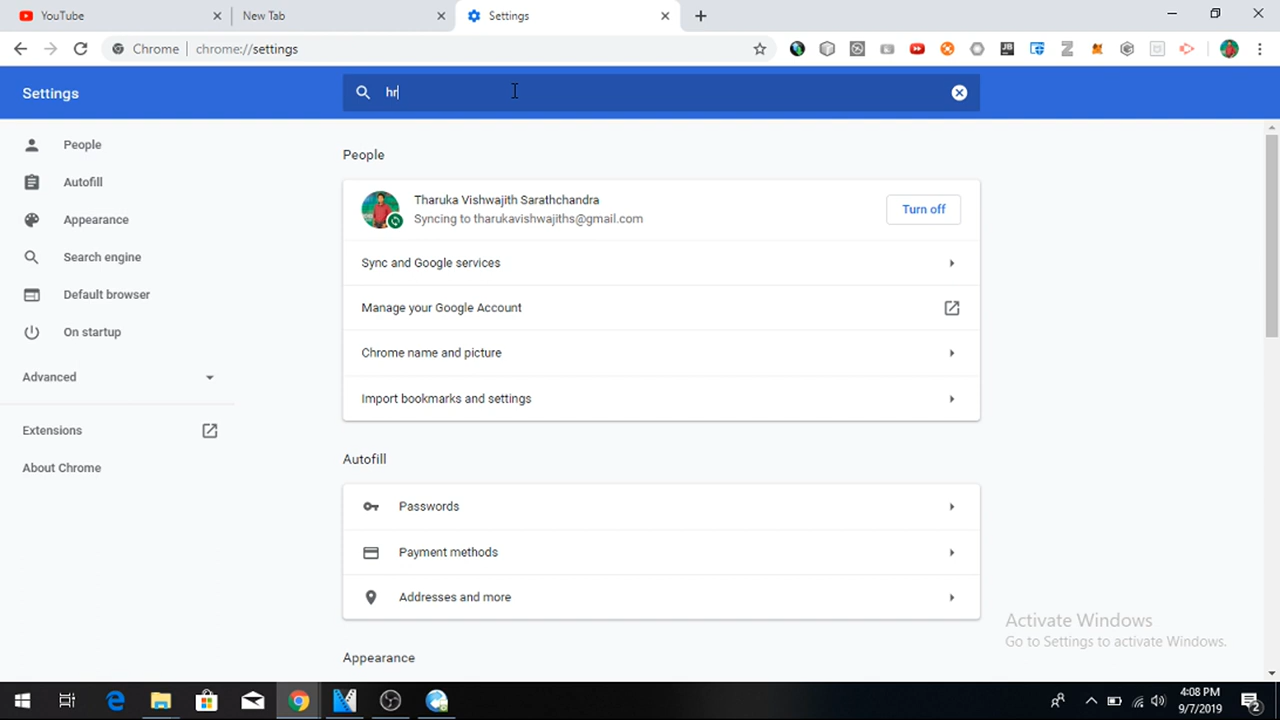 YouTube
New Tab
Settings
Chrome
chrome://settings
JB
Settings
hr
People
Autofill
Appearance
Search engine
Default browser
On startup
Advanced
Extensions
About Chrome
People
Tharuka Vishwajith Sarathchandra
Syncing to tharukavishwajiths@gmail.com
Turn off
Sync and Google services
Manage your Google Account
Chrome name and picture
Import bookmarks and settings
Autofill
Passwords
Payment methods
Addresses and more
Appearance
Activate Windows
Go to Settings to activate Windows.
4:08 PM
9/7/2019
2